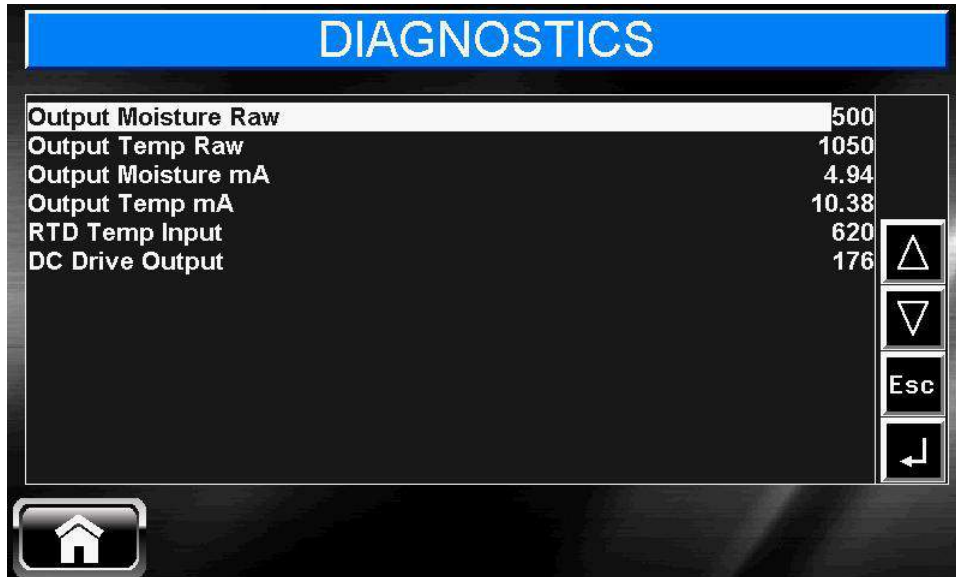 DIAGNOSTICS
Output Moisture Raw 500
Output Temp Raw 1050
Output Moisture mA 4.94
Output Temp mA 10.38
RTD Temp Input 620
DC Drive Output 176
Esc